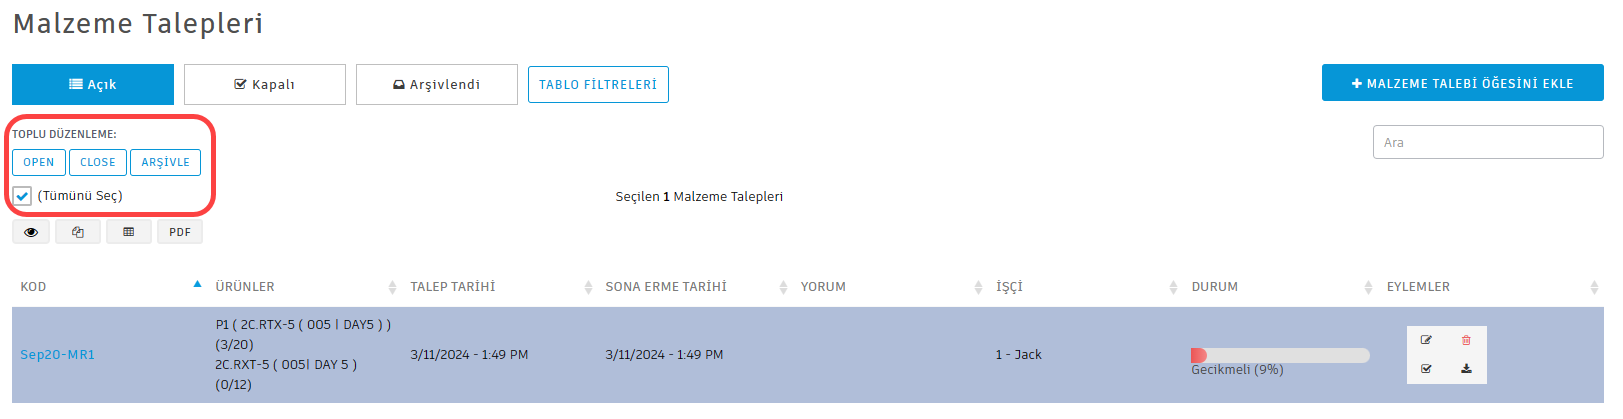 Malzeme Talepleri
Açık
Kapalı
Arşivlendi
TABLO FİLTRELERİ
MALZEME TALEBİ ÖĞESİNİ EKLE
TOPLU DÜZENLEME:
OPEN
CLOSE
ARŞİVLE
Ara
(Tümünü Seç)
Seçilen 1 Malzeme Talepleri
PDF
KOD
ÜRÜNLER
TALEP TARİHİ
SONA ERME TARİHİ
YORUM
İŞÇİ
DURUM
EYLEMLER
Sep20-MR1
P1 ( 2C.RTX-5 ( 005 | DAY5 ) )
(3/20)
2C.RXT-5 ( 005| DAY 5 )
(0/12)
3/11/2024 - 1:49 PM
3/11/2024 - 1:49 PM
1 - Jack
Gecikmeli (9%)